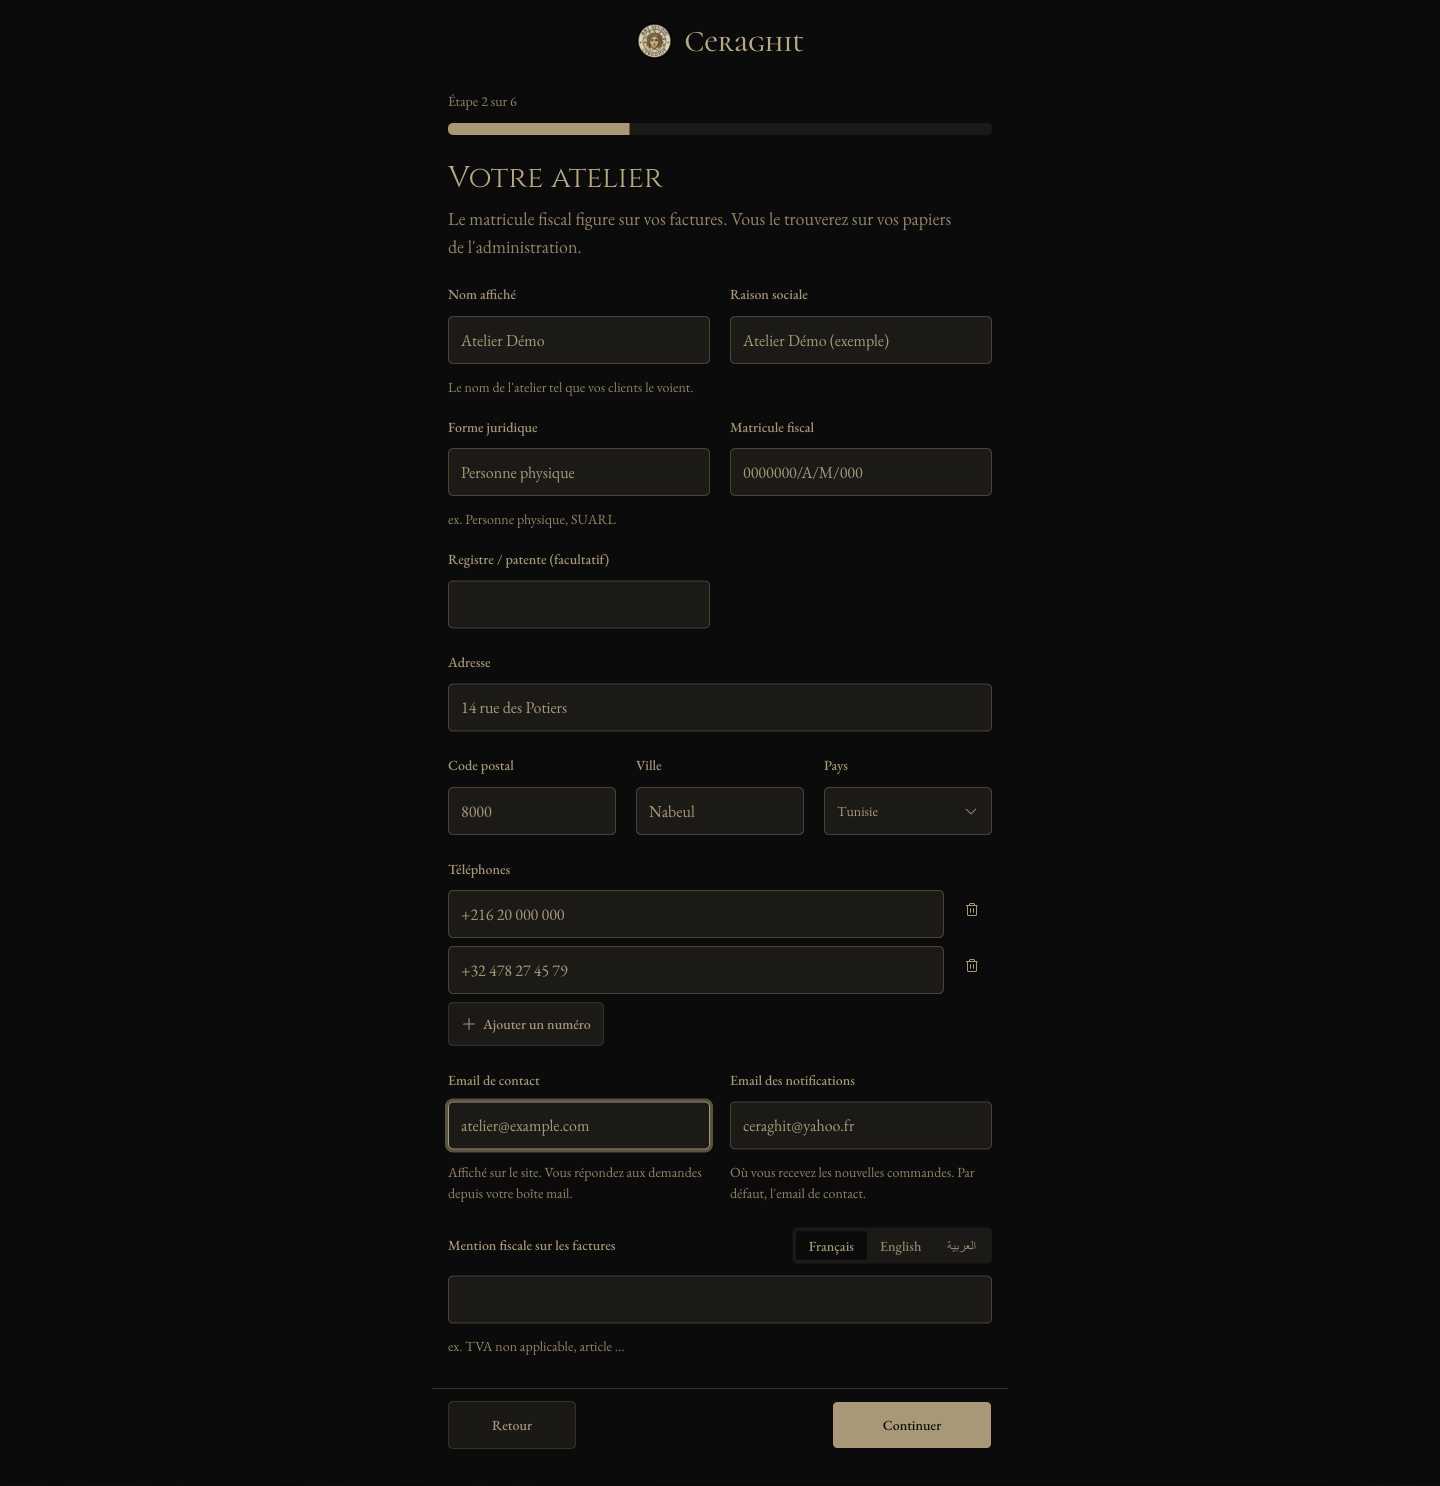 Ceraghit
Étape 2 sur 6
Votre atelier
Le matricule fiscal figure sur vos factures. Vous le trouverez sur vos papiers
de l'administration.
Nom affiché
Raison sociale
Atelier Démo
Atelier Démo (exemple)
Le nom de l'atelier tel que vos clients le voient.
Forme juridique
Matricule fiscal
Personne physique
0000000/A/M/000
ex. Personne physique, SUARL
Registre / patente (facultatif)
Adresse
14 rue des Potiers
Code postal
Ville
Pays
8000
Nabeul
Tunisie
Téléphones
+216 20 000 000
+32 478 27 45 79
Ajouter un numéro
Email de contact
Email des notifications
atelier@example.com
ceraghit@yahoo.fr
Affiché sur le site. Vous répondez aux demandes
depuis votre boîte mail.
Où vous recevez les nouvelles commandes. Par
défaut, l'email de contact.
Mention fiscale sur les factures
Français
English
العربية
ex. TVA non applicable, article ...
Retour
Continuer